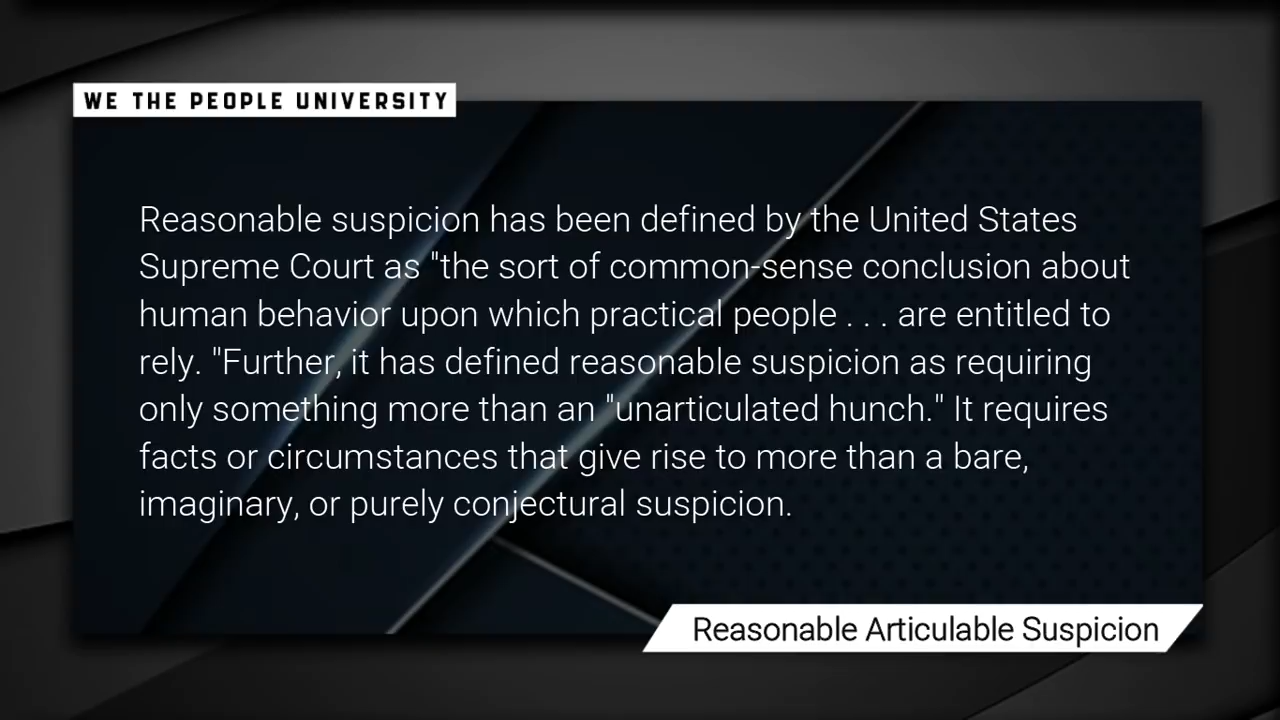 WE THE PEOPLE UNIVERSITY
Reasonable suspicion has been defined by the United States
Supreme Court as "the sort of common-sense conclusion about
human behavior upon which practical people . . . are entitled to
rely. "Further, it has defined reasonable suspicion as requiring
only something more than an "unarticulated hunch." It requires
facts or circumstances that give rise to more than a bare,
imaginary, or purely conjectural suspicion.
Reasonable Articulable Suspicion